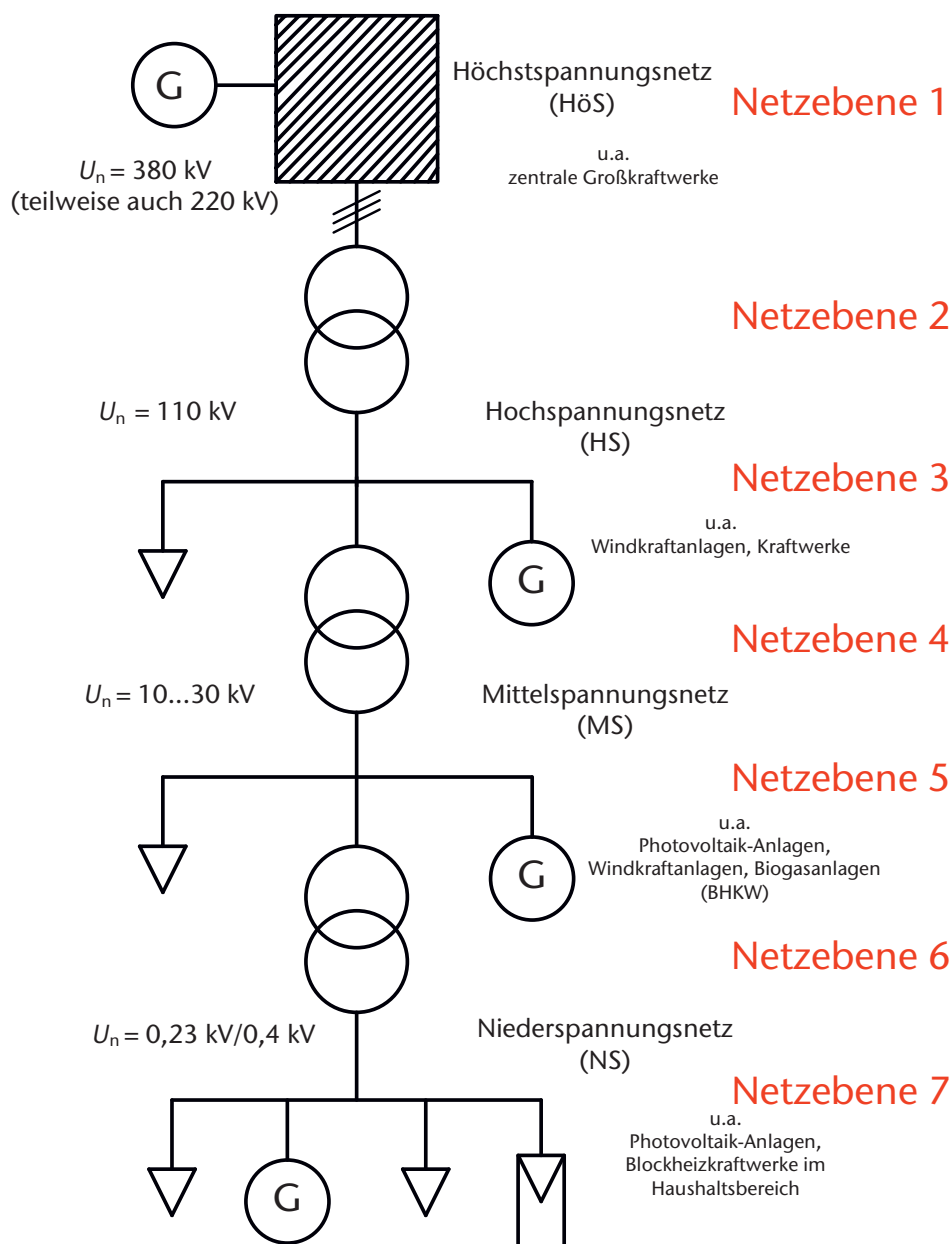 G
Höchstspannungsnetz
(HöS)
Netzebene 1
u.a.
zentrale Großkraftwerke
Un = 380 kV
(teilweise auch 220 kV)
Netzebene 2
Un = 110 kV
Hochspannungsnetz
(HS)
Netzebene 3
u.a.
Windkraftanlagen, Kraftwerke
G
Netzebene 4
Un = 10...30 kV
Mittelspannungsnetz
(MS)
Netzebene 5
u.a.
Photovoltaik-Anlagen,
Windkraftanlagen, Biogasanlagen
(BHKW)
G
Netzebene 6
Un = 0,23 kV/0,4 kV
Niederspannungsnetz
(NS)
Netzebene 7
u.a.
Photovoltaik-Anlagen,
Blockheizkraftwerke im
Haushaltsbereich
G